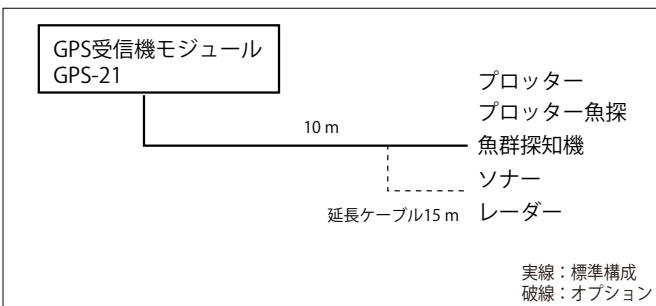 GPS受信機モジュール
GPS-21
10 m
プロッター
プロッター魚探
魚群探知機
ソナー
レーダー
延長ケーブル15 m
実線：標準構成
破線：オプション